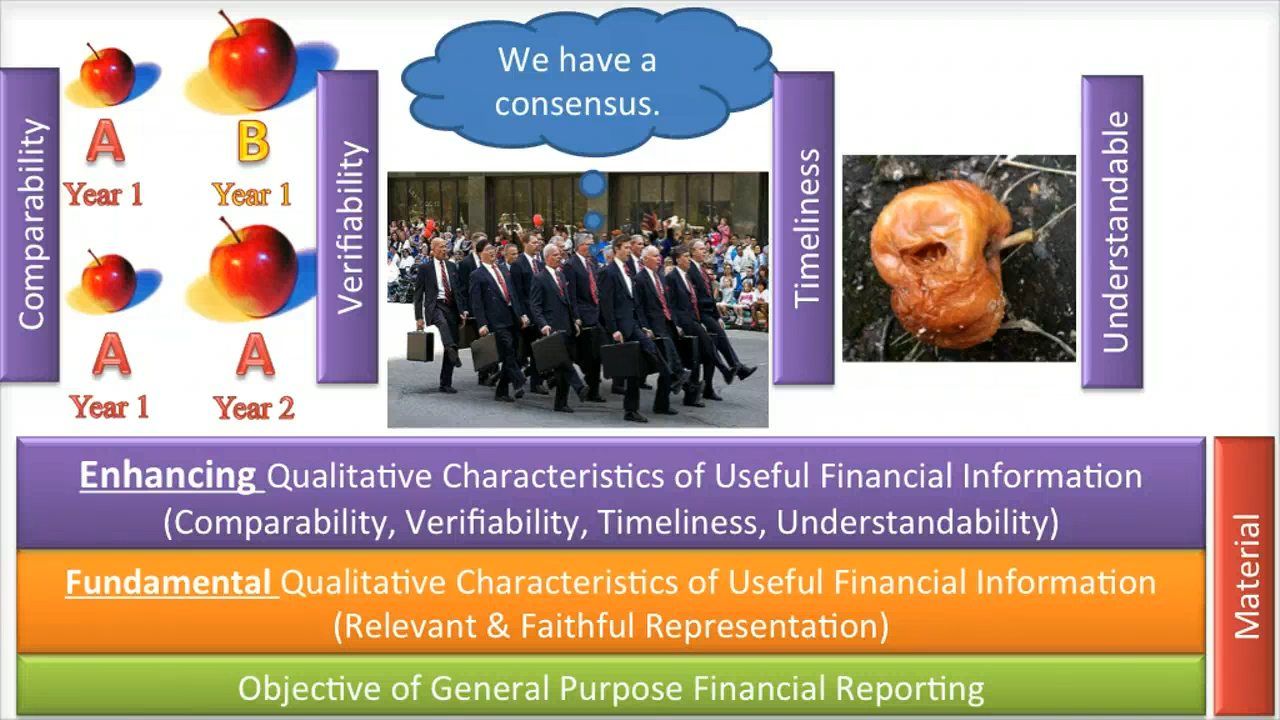 We have a
consensus.
Comparability
A
B
Year 1
Year 1
A
A
Year 1
Year 2
Verifiability
Timeliness
Understandable
Enhancing Qualitative Characteristics of Useful Financial Information
(Comparability, Verifiability, Timeliness, Understandability)
Fundamental Qualitative Characteristics of Useful Financial Information
(Relevant & Faithful Representation)
Objective of General Purpose Financial Reporting
Material